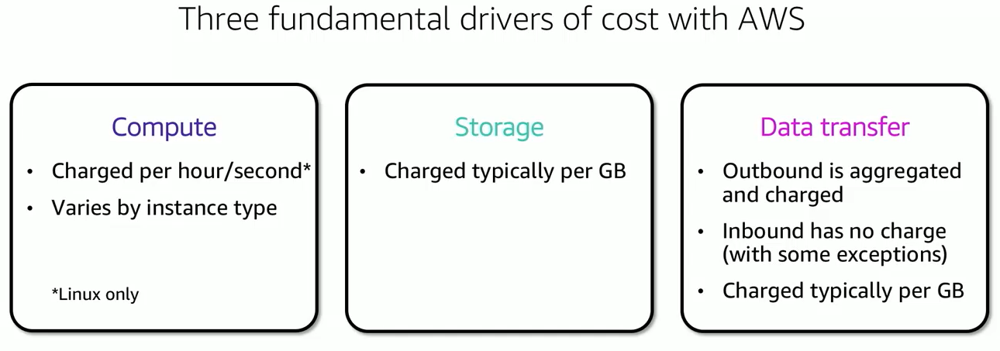 Three fundamental drivers of cost with AWS
Compute
• Charged per hour/second*
• Varies by instance type
*Linux only
Storage
• Charged typically per GB
Data transfer
• Outbound is aggregated
and charged
• Inbound has no charge
(with some exceptions)
• Charged typically per GB